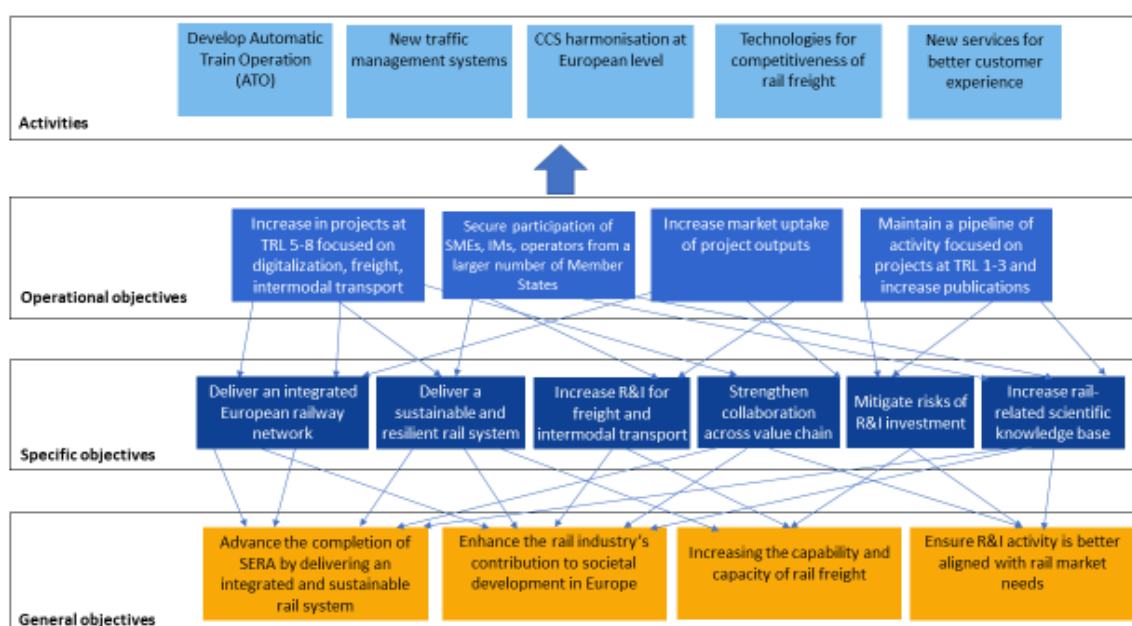 Develop Automatic
Train Operation
(ATO)
New traffic
management systems
CCS harmonisation at
European level
Technologies for
competitiveness of
rail freight
New services for
better customer
experience
Activities
Increase in projects at
TRL 5-8 focused on
digitalization, freight,
intermodal transport
Secure participation of
SMEs, IMs, operators from a
larger number of Member
States
Increase market uptake
of project outputs
Maintain a pipeline of
activity focused on
projects at TRL 1-3 and
increase publications
Operational objectives
Deliver an integrated
European railway
network
Deliver a
sustainable and
resilient rail system
Increase R&I for
freight and
intermodal transport
Strengthen
collaboration
across value chain
Mitigate risks of
R&I investment
Increase rail-
related scientific
knowledge base
Specific objectives
Advance the completion of
SERA by delivering an
integrated and sustainable
rail system
Enhance the rail industry's
contribution to societal
development in Europe
Increasing the capability and
capacity of rail freight
Ensure R&I activity is better
aligned with rail market
needs
General objectives